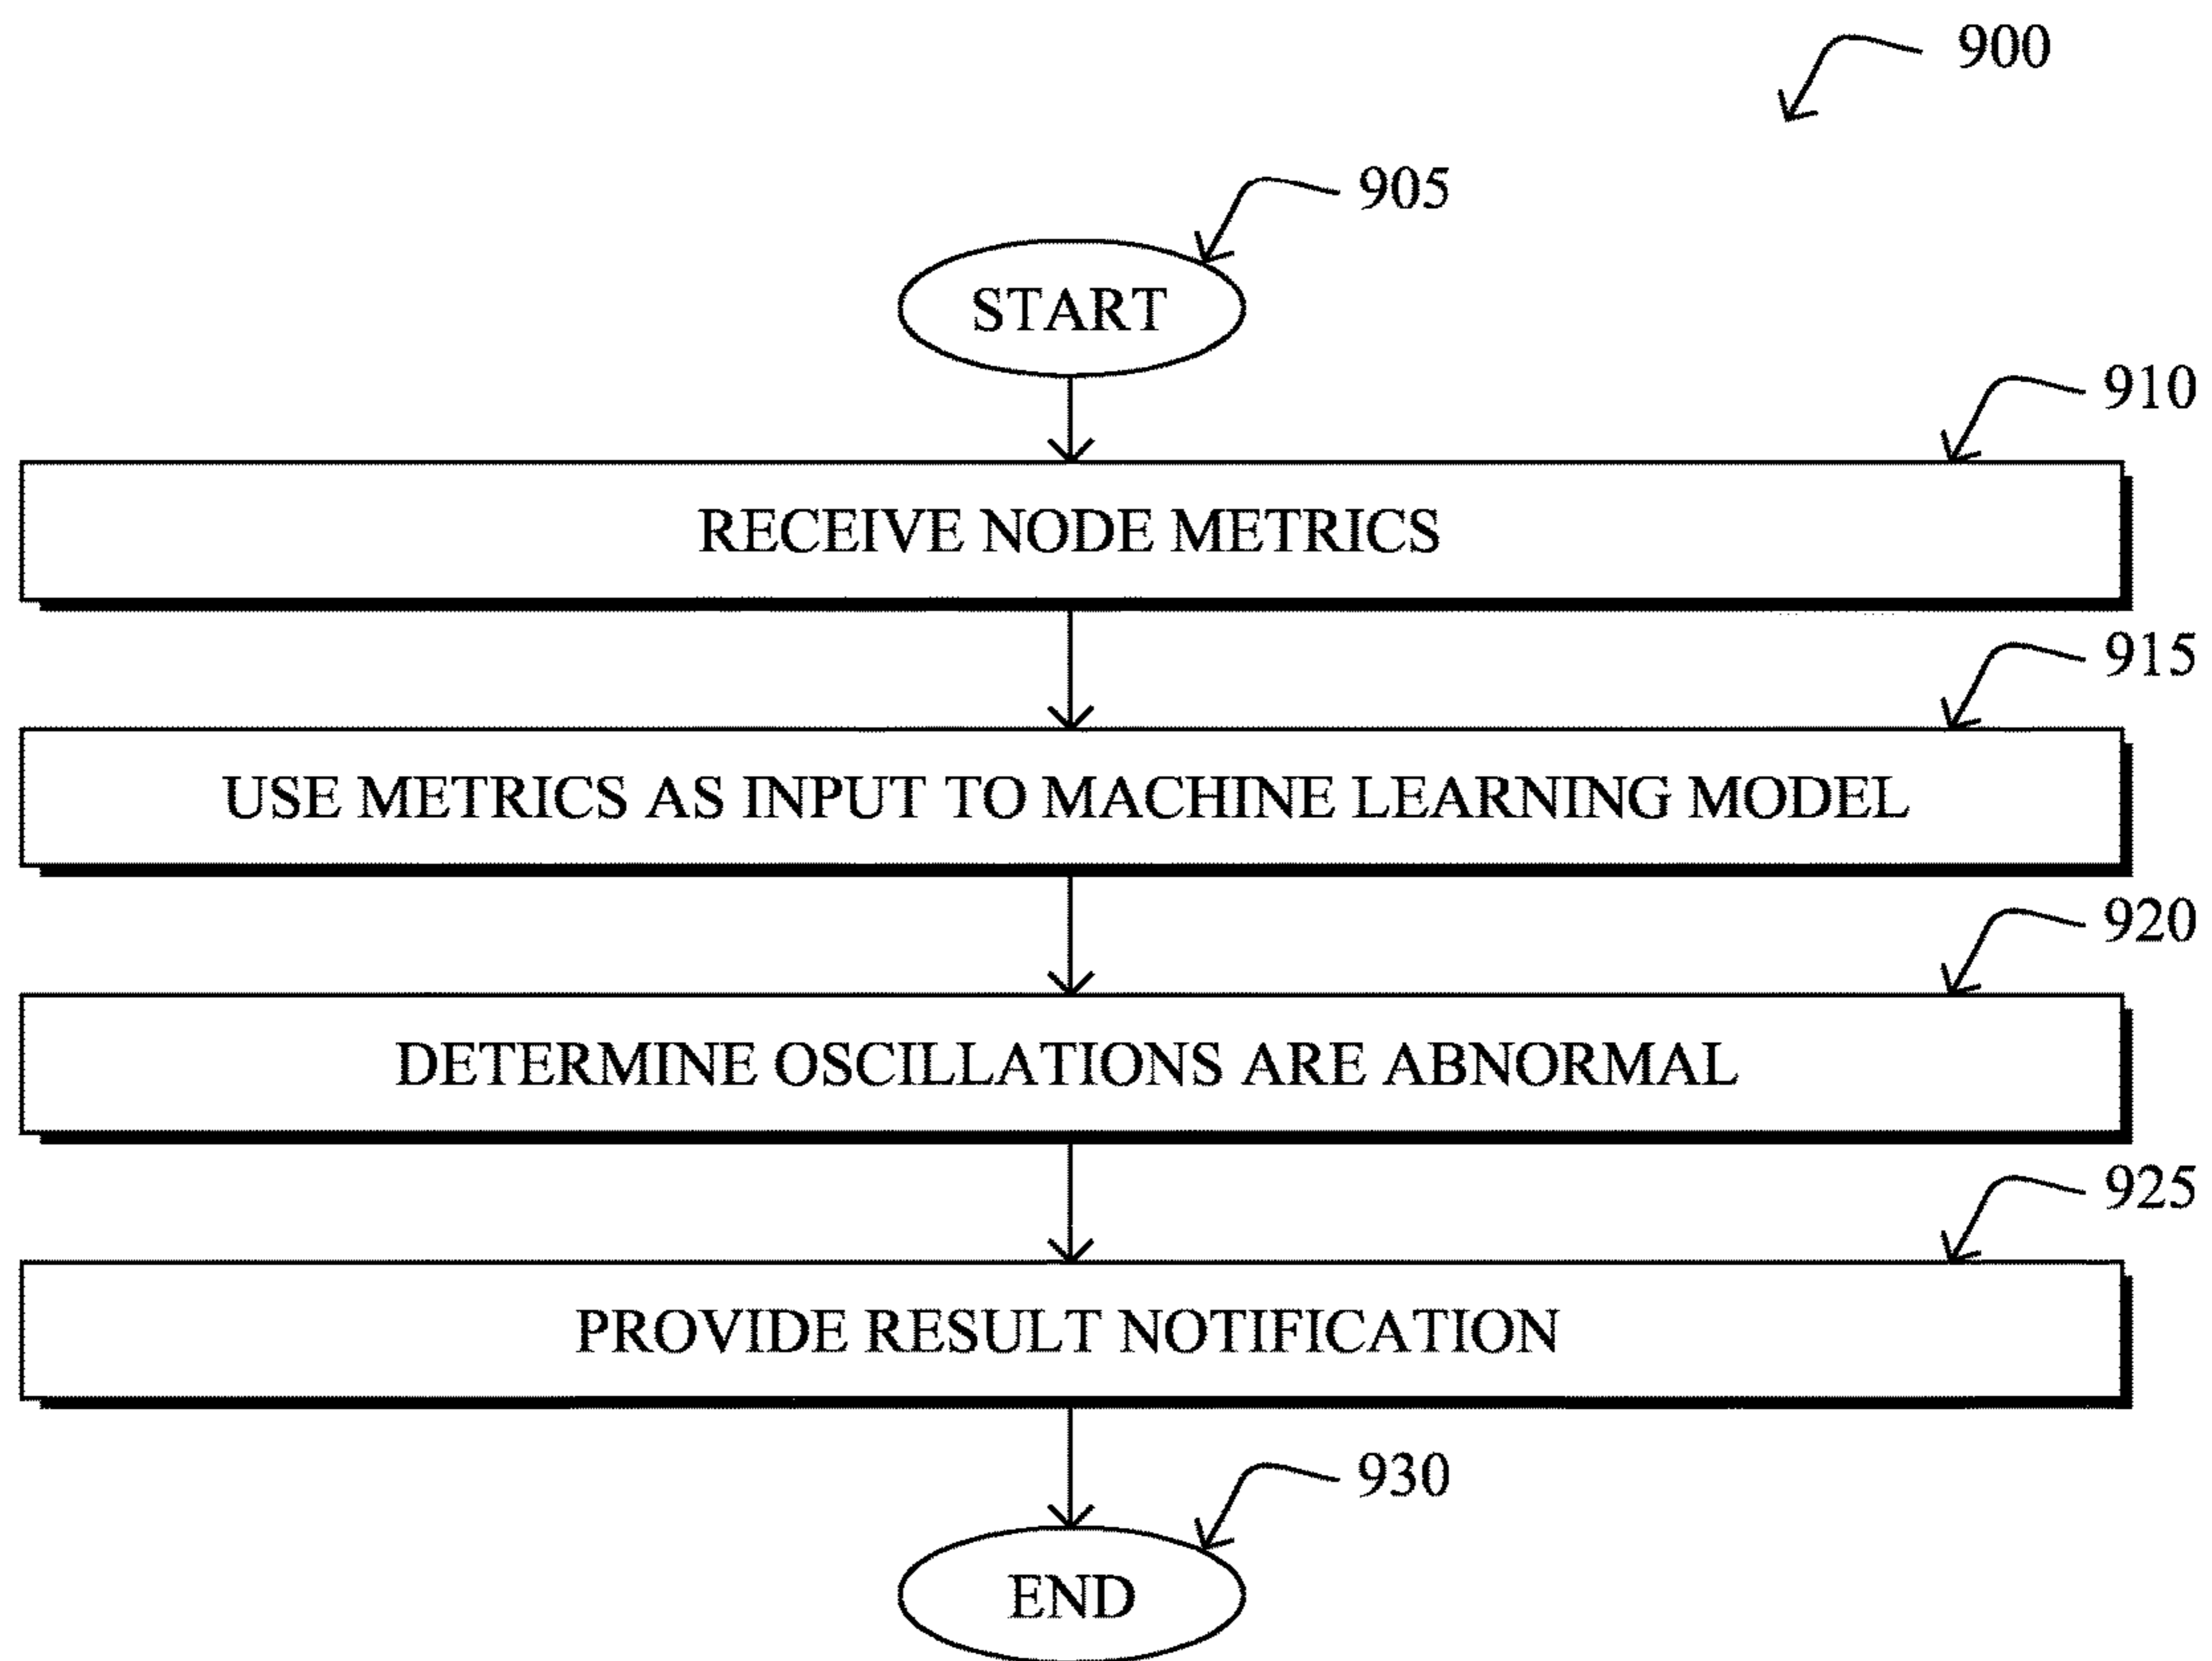 900
905
START
910
RECEIVE NODE METRICS
915
USE METRICS AS INPUT TO MACHINE LEARNING MODEL
920
DETERMINE OSCILLATIONS ARE ABNORMAL
925
PROVIDE RESULT NOTIFICATION
930
END